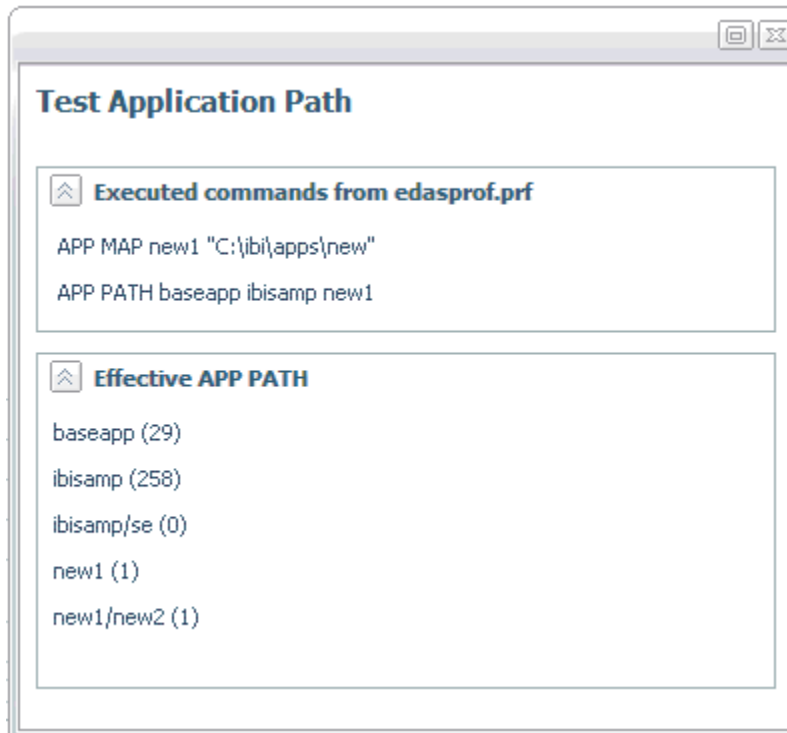 Test Application Path
Executed commands from edasprof.prf
APP MAP new1 "C:\ibi\apps\new"
APP PATH baseapp ibisamp new1
Effective APP PATH
baseapp (29)
ibisamp (258)
ibisamp/se (0)
new1 (1)
new1/new2 (1)